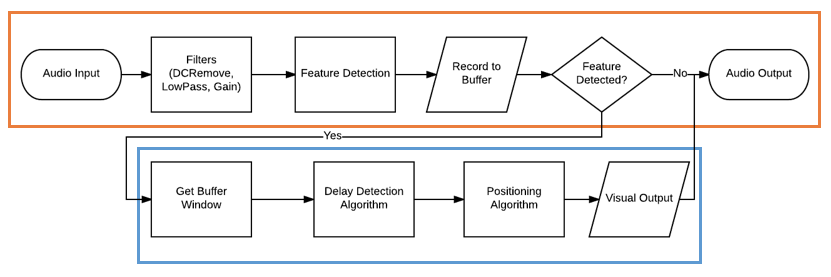 Audio Input
Filters
(DCRemove,
LowPass, Gain)
Feature Detection
Record to
Buffer
Feature
Detected?
No
Audio Output
Yes
Get Buffer
Window
Delay Detection
Algorithm
Positioning
Algorithm
Visual Output